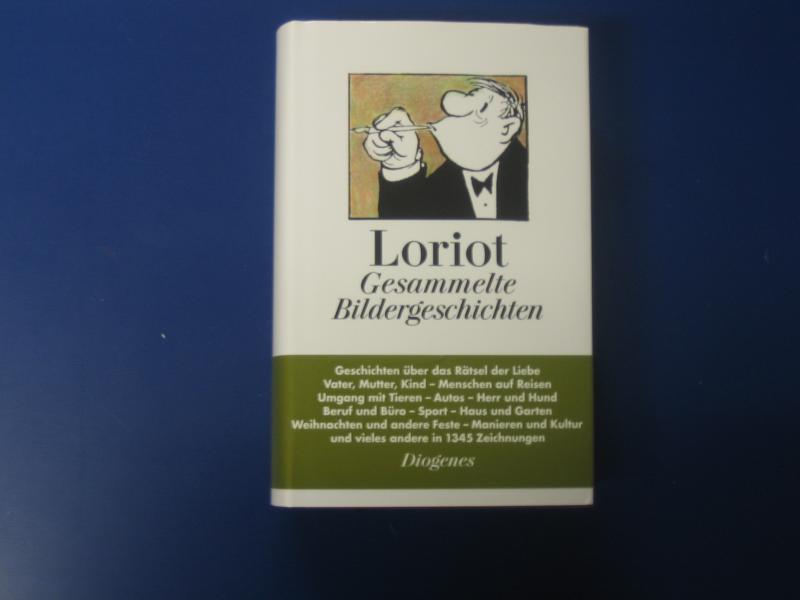 Loriot
Gesammelte
Bildergeschichten
Geschichten über das Rätsel der Liebe
Vater, Mutter, Kind – Menschen auf Reisen
Umgang mit Tieren – Autos – Herr und Hund
Beruf und Büro – Sport – Haus und Garten
Weihnachten und andere Feste – Manieren und Kultur
und vieles andere in 1345 Zeichnungen
Diogenes